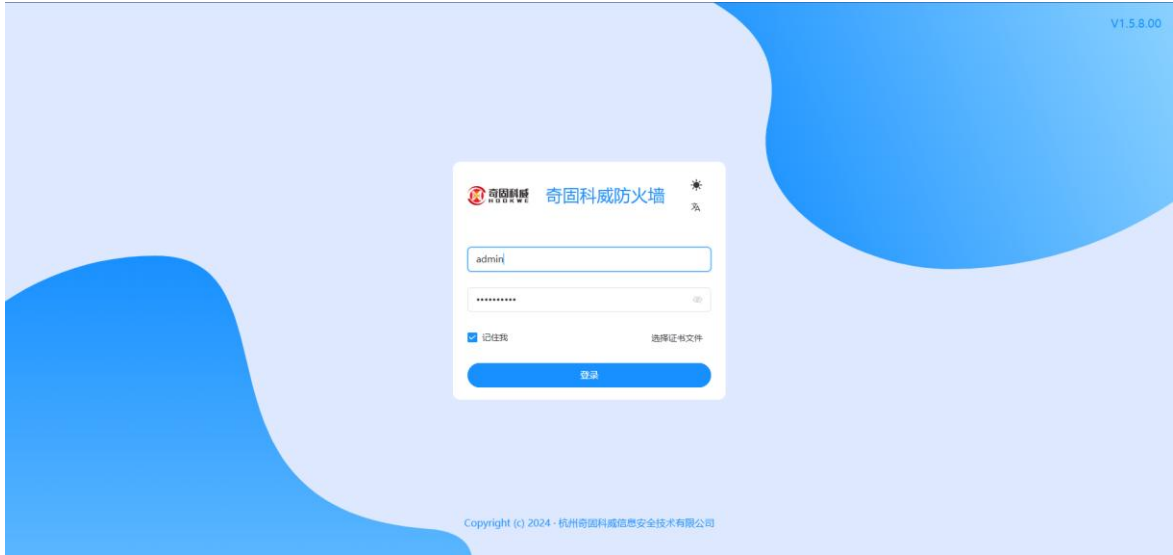 V1.5.8.00
奇固科威
HOOKWE
奇固科威防火墙
admin
••••••••••
记住我
选择证书文件
登录
Copyright (c) 2024 - 杭州奇固科威信息安全技术有限公司